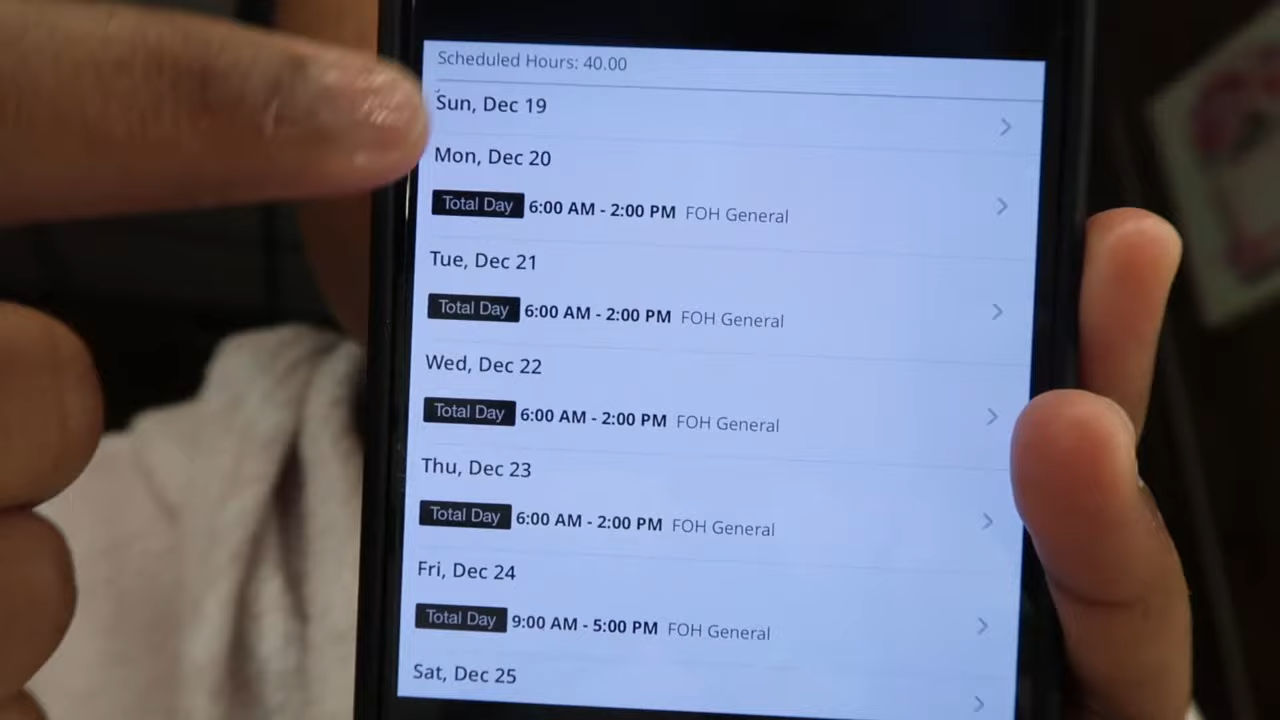 Scheduled Hours: 40.00
Sun, Dec 19
Mon, Dec 20
Total Day 6:00 AM - 2:00 PM FOH General
Tue, Dec 21
Total Day 6:00 AM - 2:00 PM FOH General
Wed, Dec 22
Total Day 6:00 AM - 2:00 PM FOH General
Thu, Dec 23
Total Day 6:00 AM - 2:00 PM FOH General
Fri, Dec 24
Total Day 9:00 AM - 5:00 PM FOH General
Sat, Dec 25